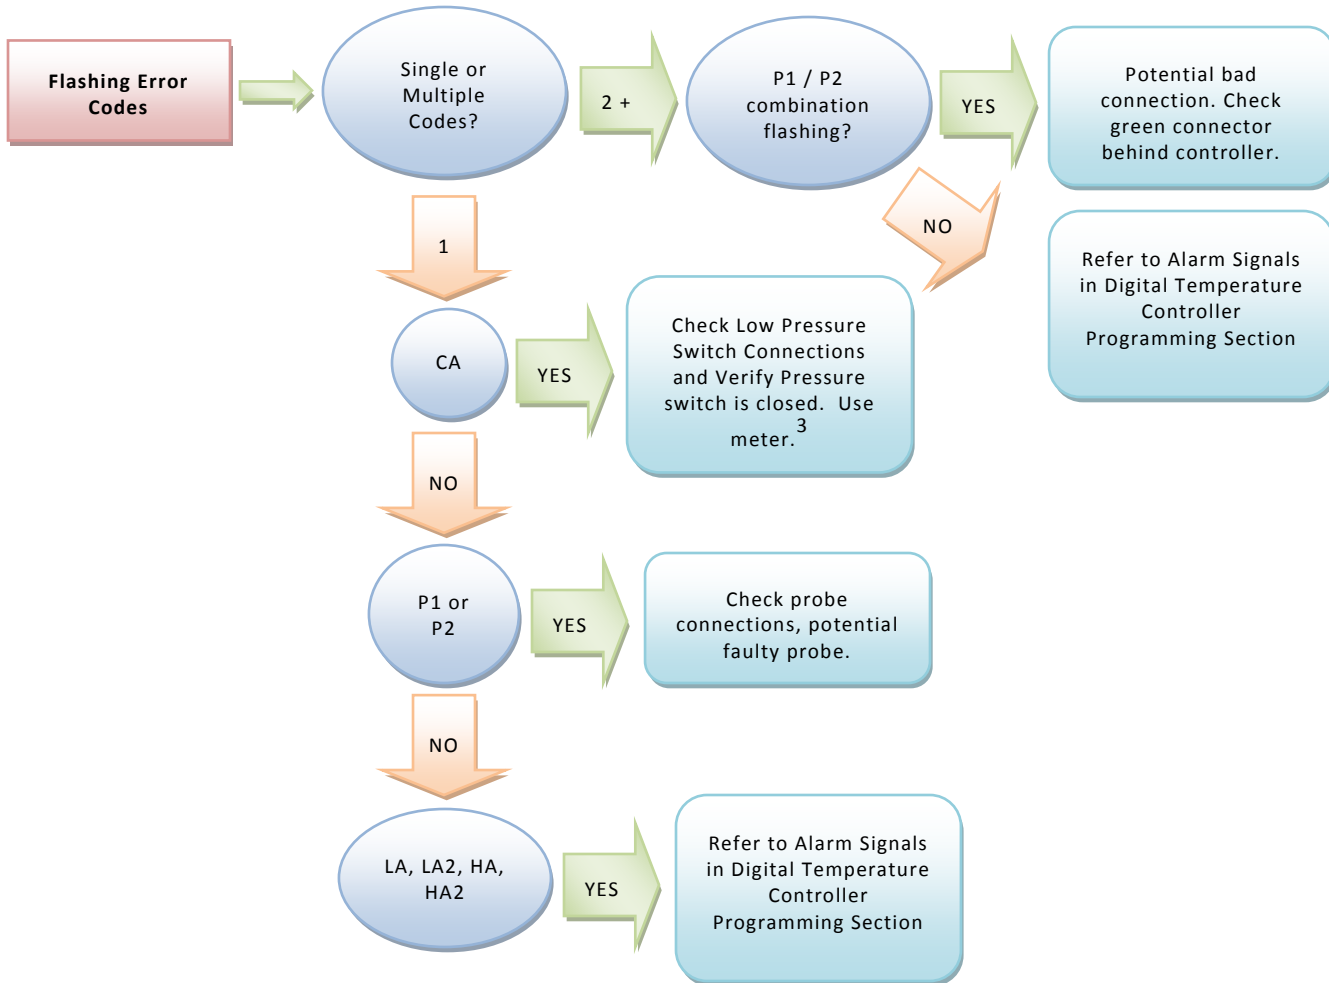 Flashing Error
Codes
Single or
Multiple
Codes?
2 +
P1 / P2
combination
flashing?
YES
Potential bad
connection. Check
green connector
behind controller.
NO
Refer to Alarm Signals
in Digital Temperature
Controller
Programming Section
1
CA
YES
Check Low Pressure
Switch Connections
and Verify Pressure
switch is closed. Use
meter.3
NO
P1 or
P2
YES
Check probe
connections, potential
faulty probe.
NO
LA, LA2, HA,
HA2
YES
Refer to Alarm Signals
in Digital Temperature
Controller
Programming Section